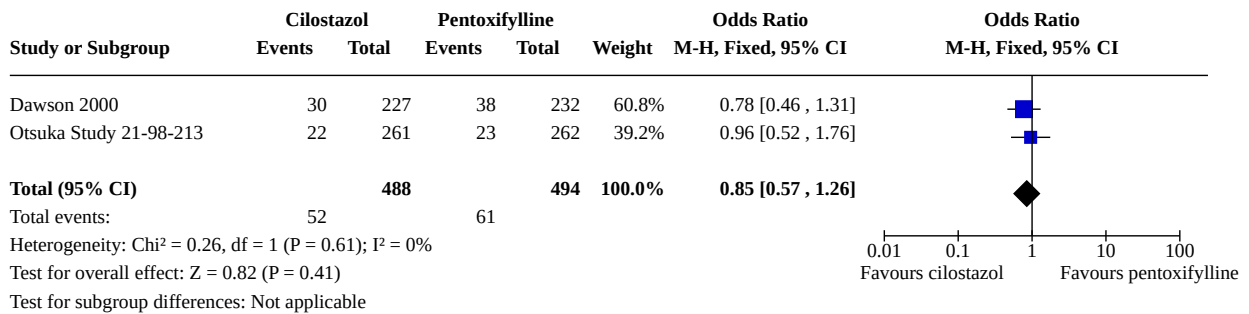 Cilostazol Pentoxifylline Odds Ratio Odds Ratio
Study or Subgroup Events Total Events Total Weight M-H, Fixed, 95% CI M-H, Fixed, 95% CI
Dawson 2000 30 227 38 232 60.8% 0.78 [0.46 , 1.31]
Otsuka Study 21-98-213 22 261 23 262 39.2% 0.96 [0.52 , 1.76]
Total (95% CI) 488 494 100.0% 0.85 [0.57 , 1.26]
Total events: 52 61
Heterogeneity: Chi² = 0.26, df = 1 (P = 0.61); I² = 0%
0.01 0.1 1 10 100
Test for overall effect: Z = 0.82 (P = 0.41) Favours cilostazol Favours pentoxifylline
Test for subgroup differences: Not applicable